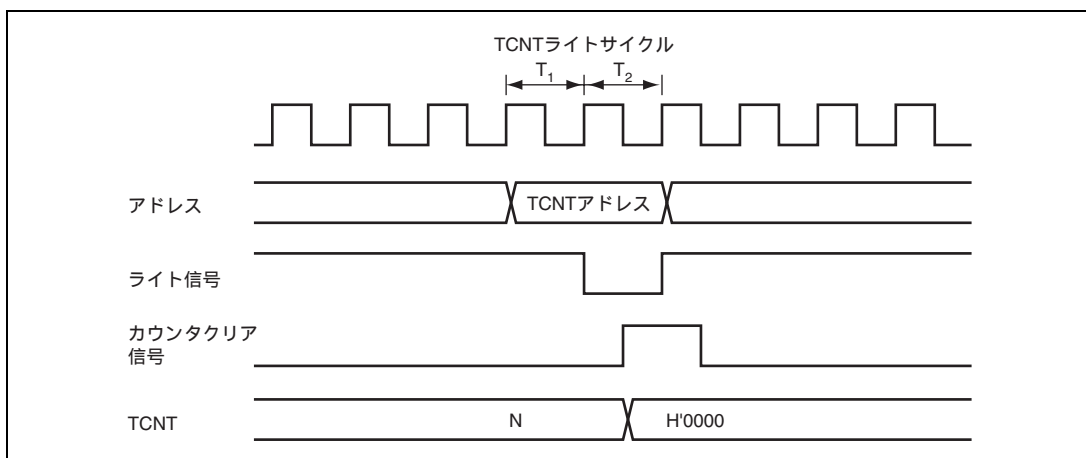 TCNTライトサイクル
T1 T2
アドレス
TCNTアドレス
ライト信号
カウンタクリア
信号
TCNT
N
H'0000